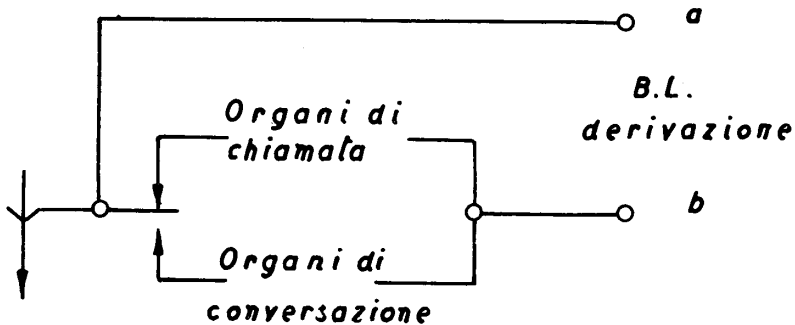 a
B.L.
derivazione
Organi di
chiamata
b
Organi di
conversazione